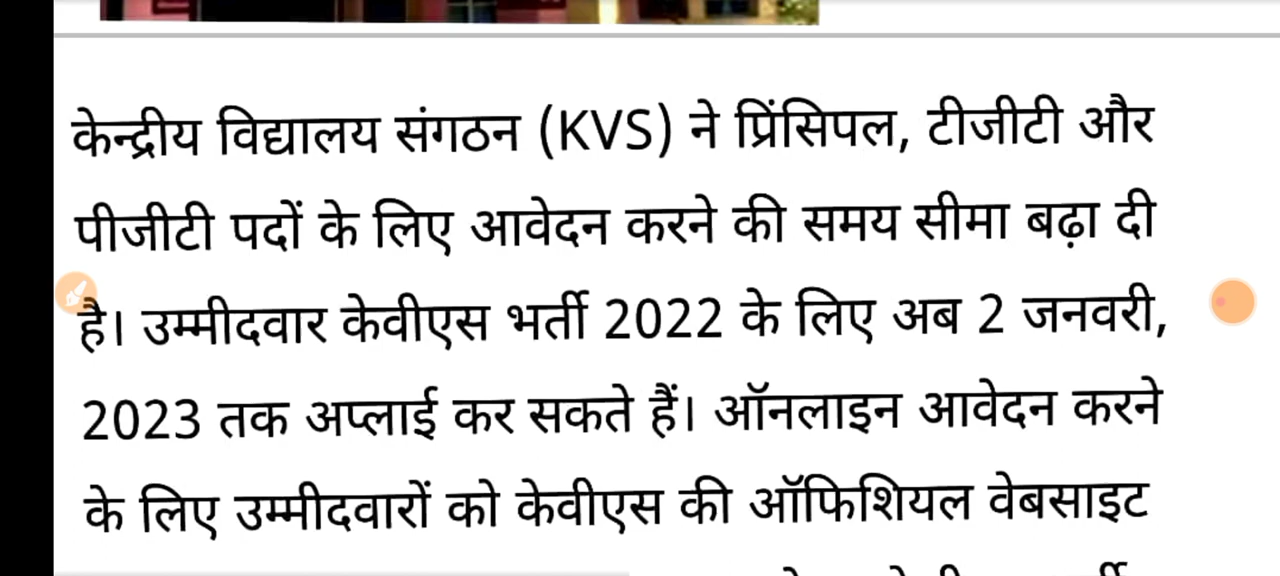 केन्द्रीय विद्यालय संगठन (KVS) ने प्रिंसिपल, टीजीटी और
पीजीटी पदों के लिए आवेदन करने की समय सीमा बढ़ा दी
है। उम्मीदवार केवीएस भर्ती 2022 के लिए अब 2 जनवरी,
2023 तक अप्लाई कर सकते हैं। ऑनलाइन आवेदन करने
के लिए उम्मीदवारों को केवीएस की ऑफिशियल वेबसाइट